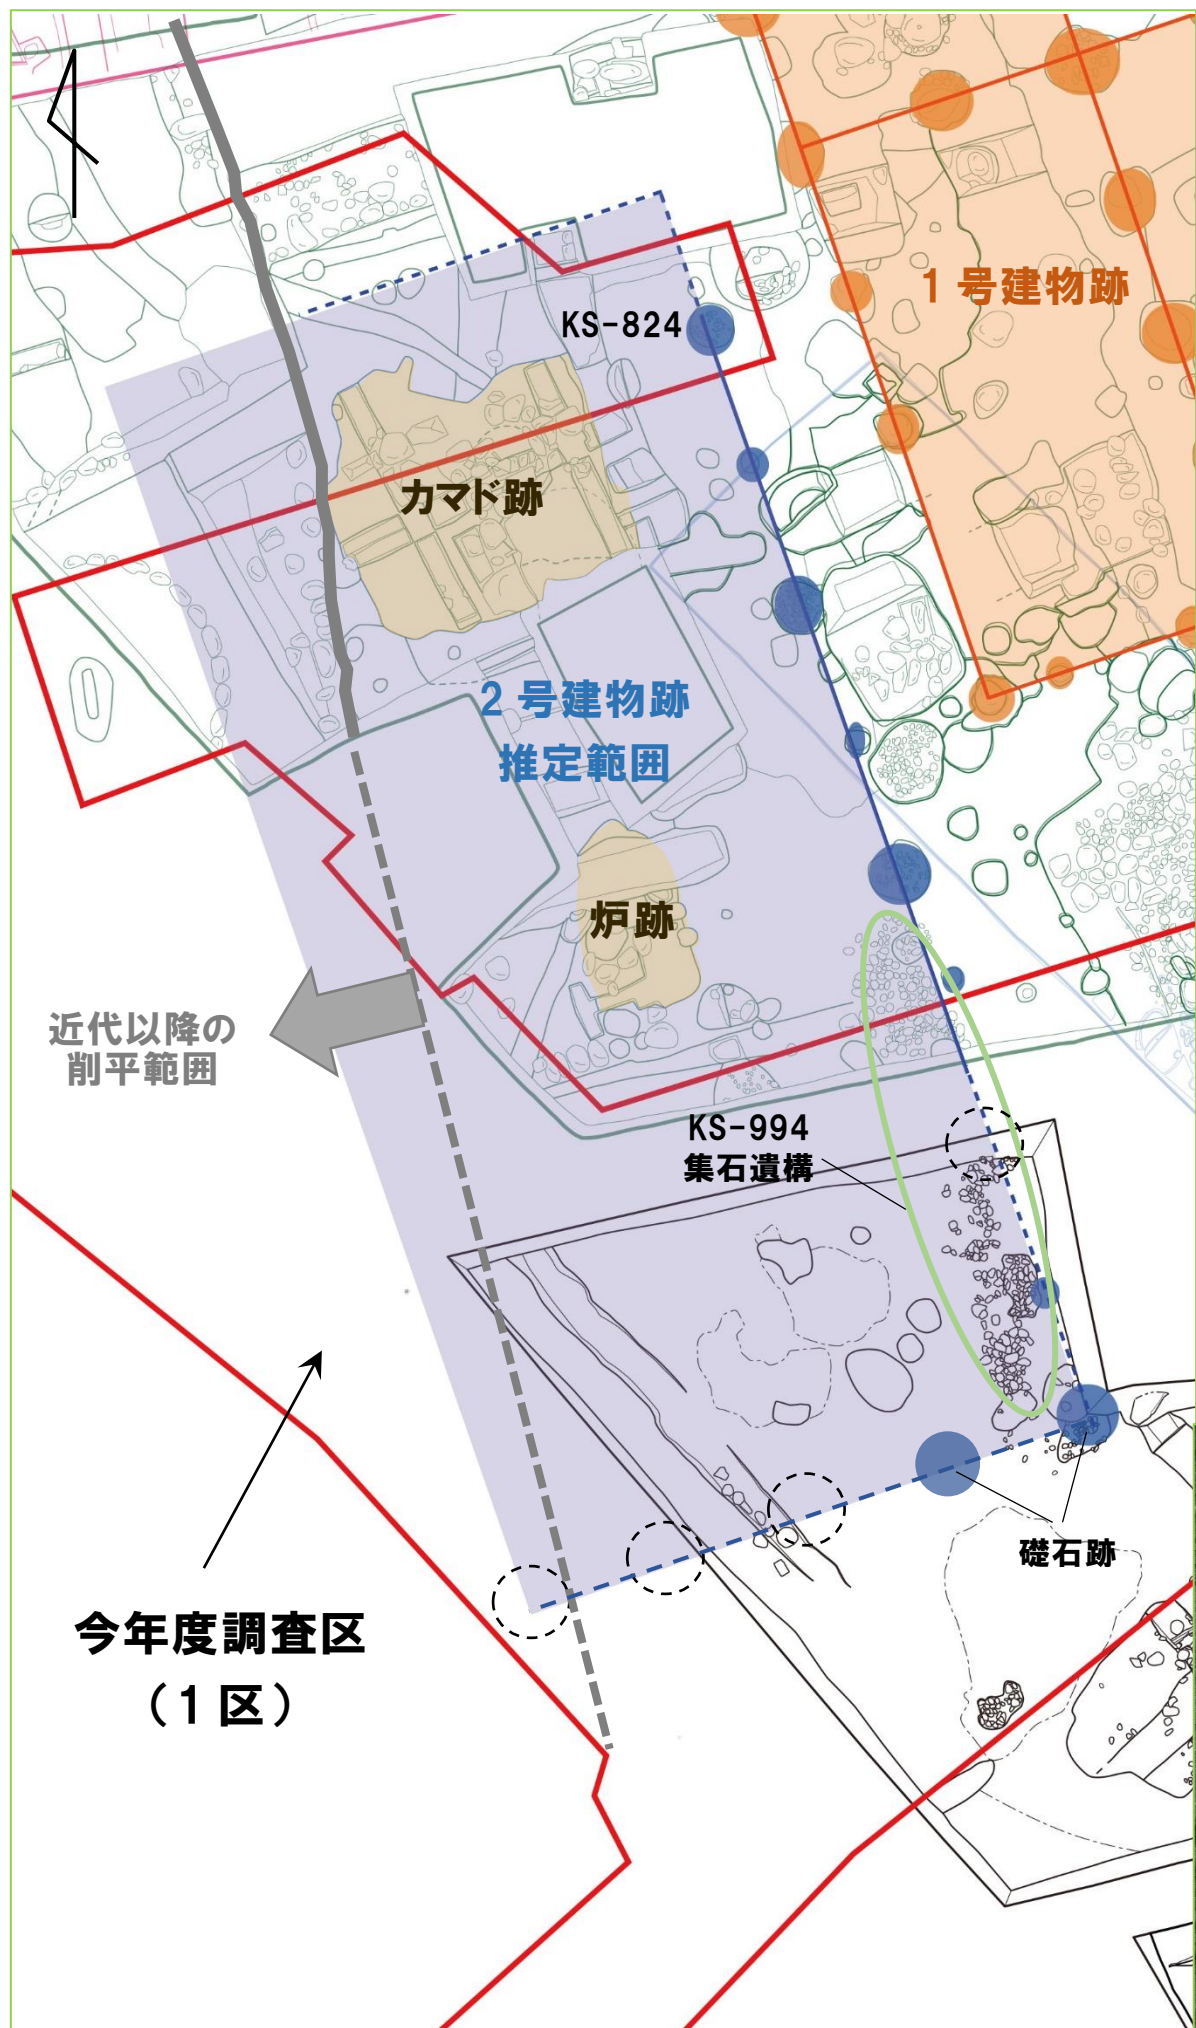 1号建物跡
KS-824
カマド跡
2号建物跡
推定範囲
炉跡
近代以降の
削平範囲
KS-994
集石遺構
礎石跡
今年度調査区
（1区）